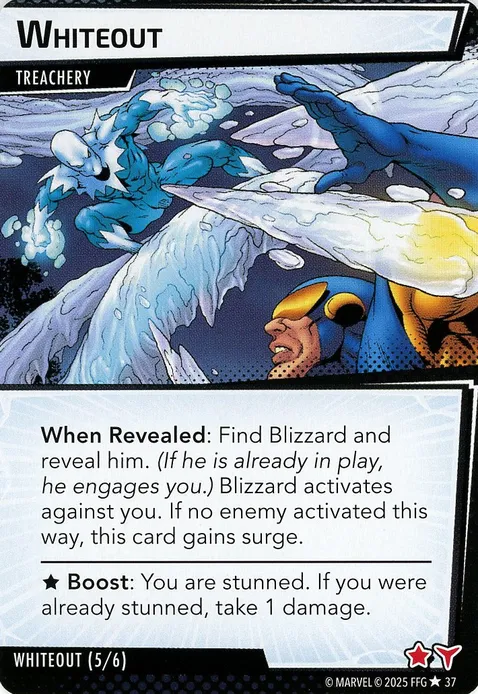 WHITEOUT
TREACHERY
When Revealed: Find Blizzard and
reveal him. (If he is already in play,
he engages you.) Blizzard activates
against you. If no enemy activated this
way, this card gains surge.
★ Boost: You are stunned. If you were
already stunned, take 1 damage.
WHITEOUT (5/6)
© MARVEL © 2025 FFG ★ 37